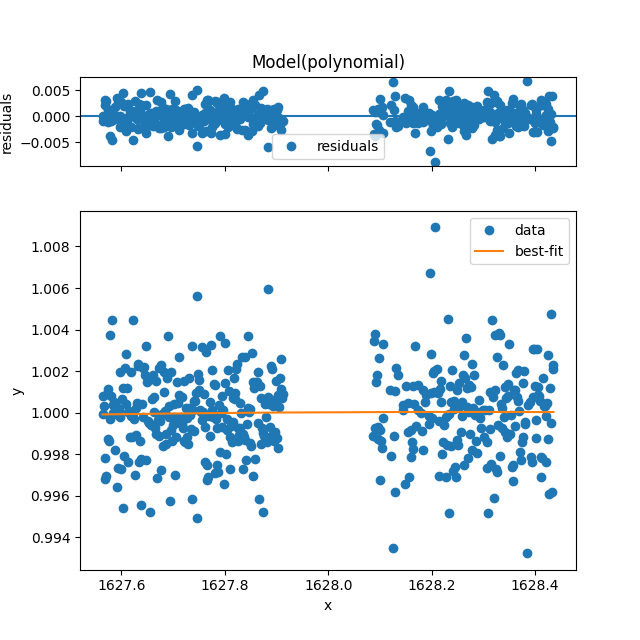 Model(polynomial)
0.005
0.000
−0.005
residuals
residuals
1.008
1.006
1.004
1.002
1.000
0.998
0.996
0.994
y
data
best-fit
1627.6
1627.8
1628.0
1628.2
1628.4
x